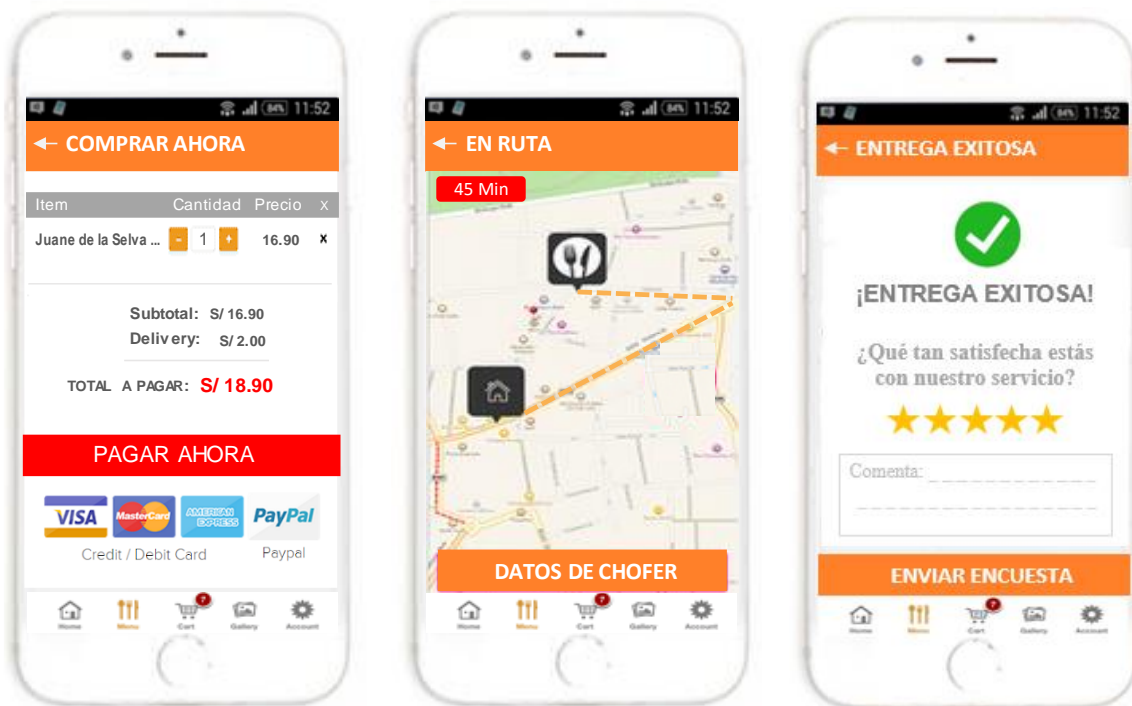 84% 11:52
COMPRAR AHORA
Item Cantidad Precio X
Juane de la Selva ... - 1 + 16.90 x
Subtotal: S/ 16.90
Delivery: S/ 2.00
TOTAL A PAGAR: S/ 18.90
PAGAR AHORA
VISA MasterCard AMERICAN EXPRESS PayPal
Credit / Debit Card Paypal
Home Menu Cart Gallery Account
84% 11:52
EN RUTA
45 Min
DATOS DE CHOFER
Home Menu Cart Gallery Account
84% 11:52
ENTREGA EXITOSA
¡ENTREGA EXITOSA!
¿Qué tan satisfecha estás
con nuestro servicio?
Comenta:
ENVIAR ENCUESTA
Home Menu Cart Gallery Account